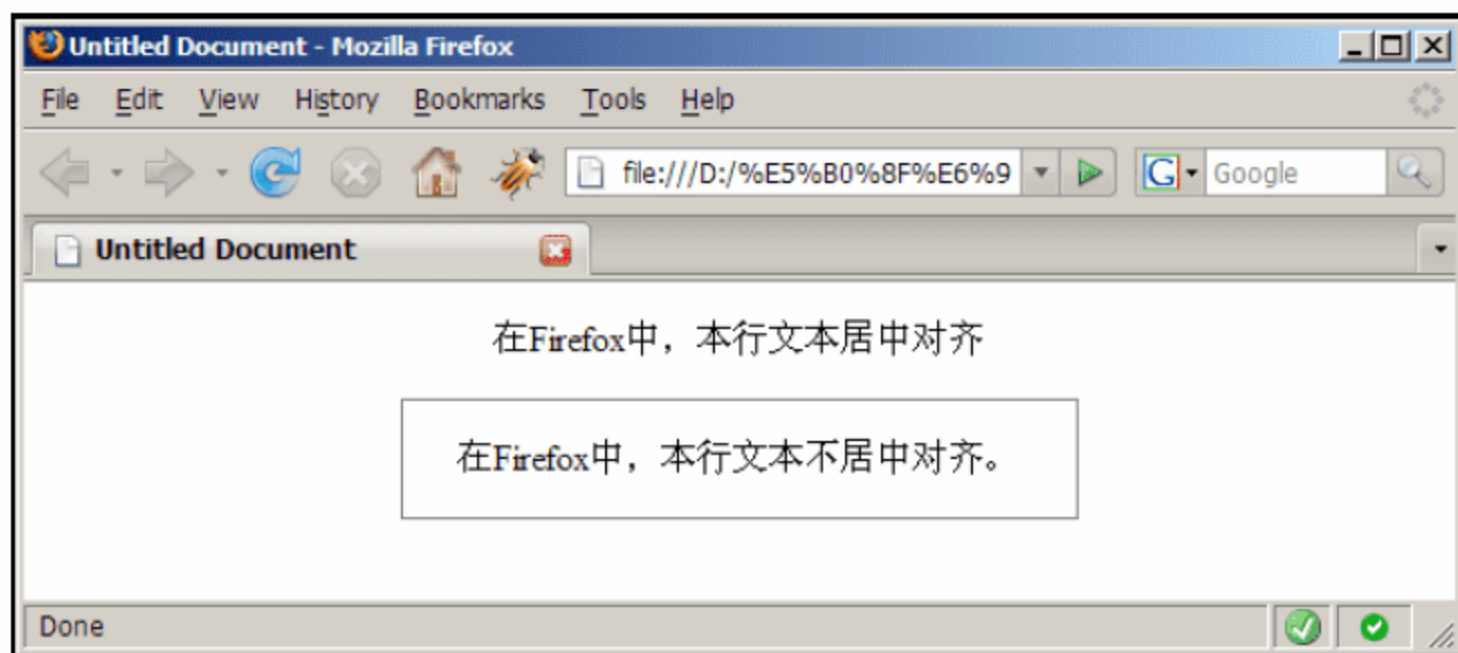 Untitled Document - Mozilla Firefox
File Edit View History Bookmarks Tools Help
file:///D:/%E5%B0%8F%E6%9 G Google
Untitled Document
在Firefox中，本行文本居中对齐
在Firefox中，本行文本不居中对齐。
Done